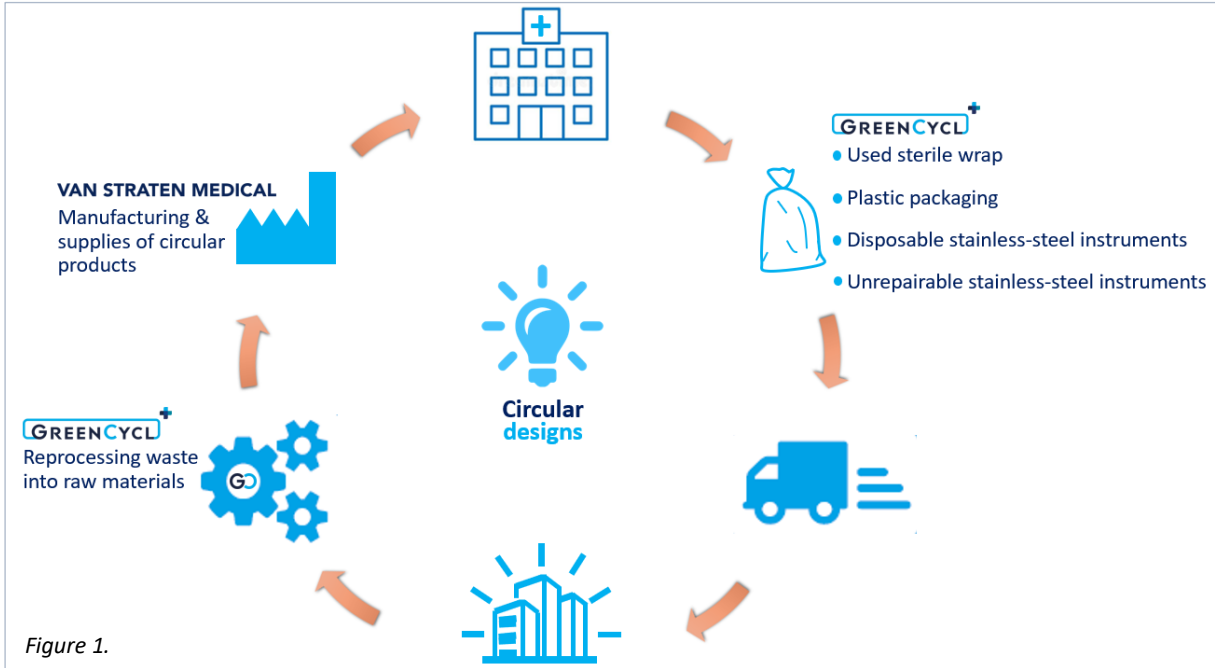 GREENCYCL
• Used sterile wrap
• Plastic packaging
• Disposable stainless-steel instruments
• Unrepairable stainless-steel instruments
VAN STRATEN MEDICAL
Manufacturing &
supplies of circular
products
Circular
designs
GREENCYCL
Reprocessing waste
into raw materials
GC
Figure 1.